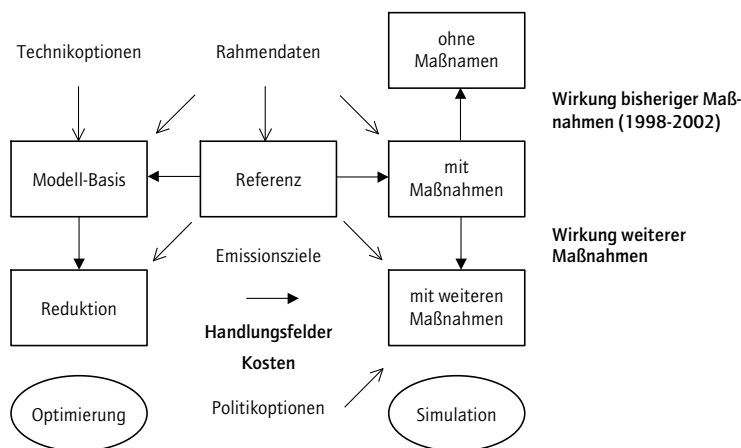 ohne
Maßnamen
Technikoptionen
Rahmendaten
Wirkung bisheriger Maß-
nahmen (1998-2002)
Modell-Basis
Referenz
mit
Maßnahmen
Wirkung weiterer
Maßnahmen
Emissionsziele
Reduktion
mit weiteren
Maßnahmen
Handlungsfelder
Kosten
Politikoptionen
Optimierung
Simulation